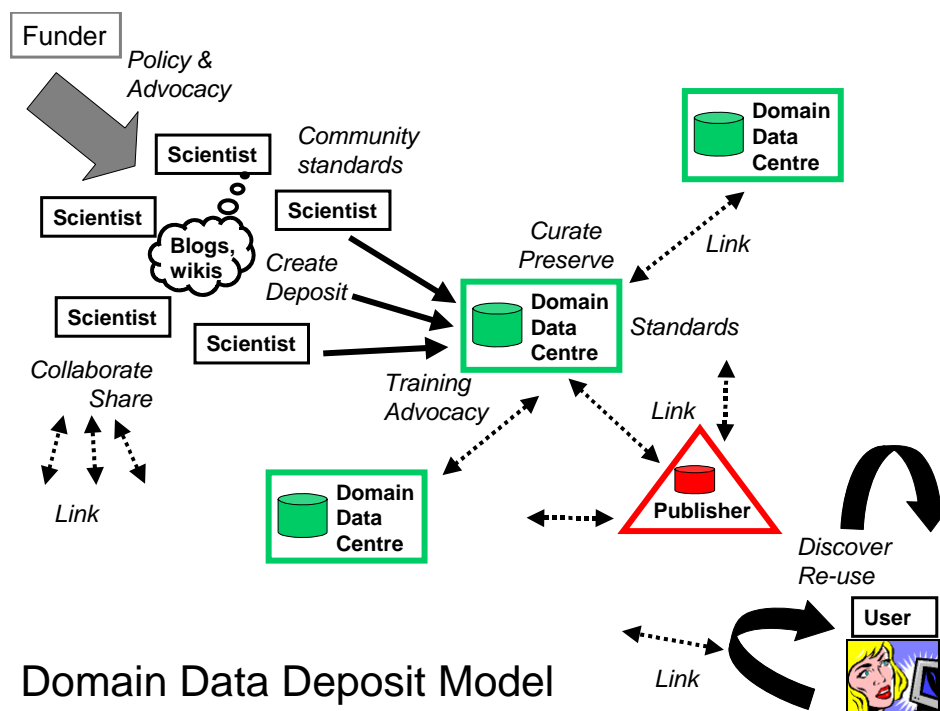 Funder
Policy &
Advocacy
Scientist
Community
standards
Scientist
Scientist
Blogs,
wikis
Create
Deposit
Scientist
Scientist
Collaborate
Share
Link
Domain
Data
Centre
Link
Curate
Preserve
Domain
Data
Centre
Standards
Training
Advocacy
Link
Domain
Data
Centre
Publisher
Discover
Re-use
User
Link
Domain Data Deposit Model